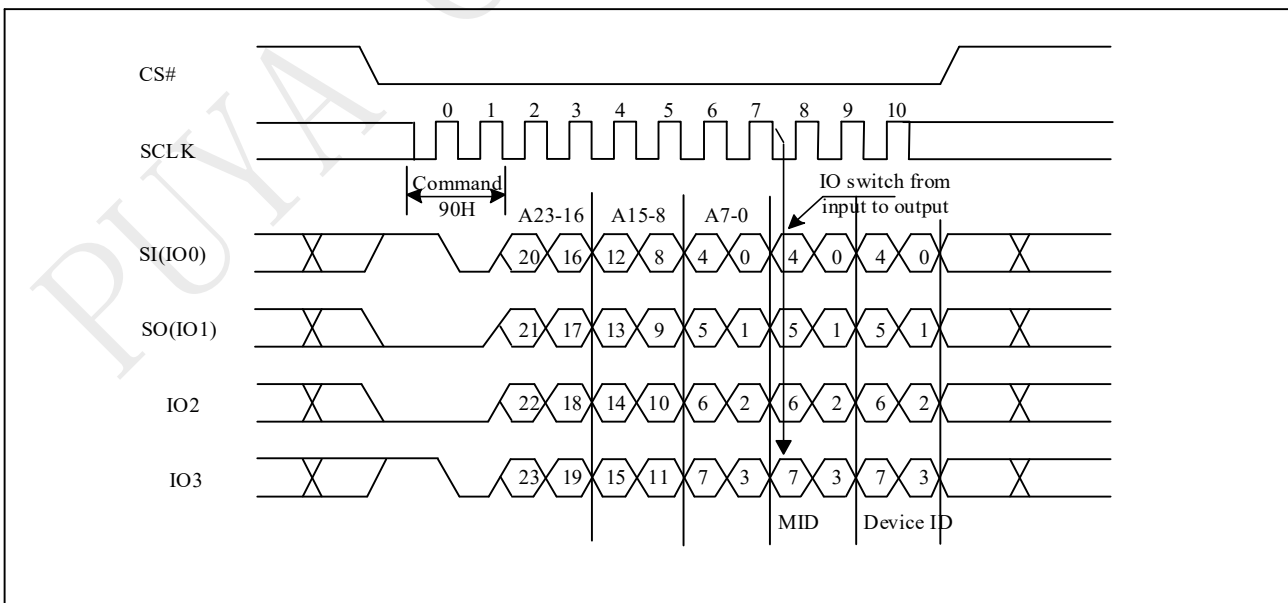 PUYA
CS#
0 1 2 3 4 5 6 7 8 9 10
SCLK
Command
90H
IO switch from
input to output
A23-16 A15-8 A7-0
SI(IO0) 20 16 12 8 4 0 4 0 4 0
SO(IO1) 21 17 13 9 5 1 5 1 5 1
IO2 22 18 14 10 6 2 6 2 6 2
IO3 23 19 15 11 7 3 7 3 7 3
MID Device ID